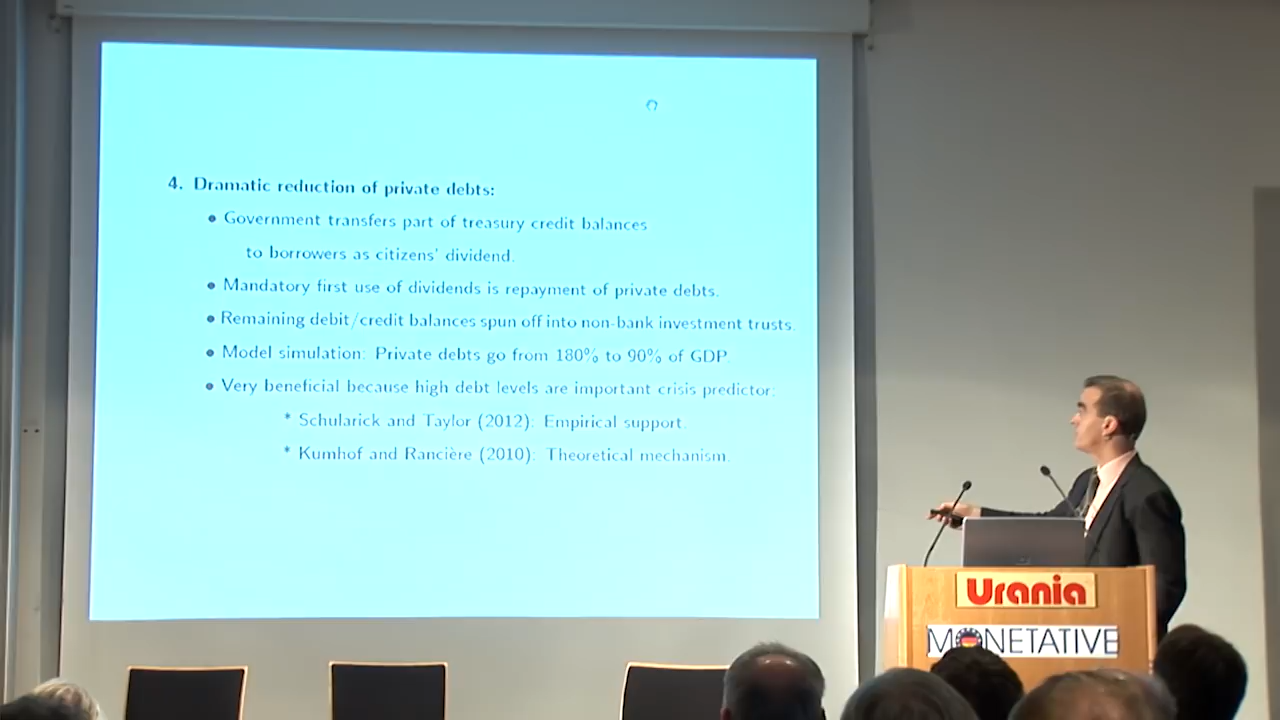 4. Dramatic reduction of private debts:
• Government transfers part of treasury credit balances
to borrowers as citizens' dividend.
• Mandatory first use of dividends is repayment of private debts.
• Remaining debit/credit balances spun off into non-bank investment trusts.
• Model simulation: Private debts go from 180% to 90% of GDP.
• Very beneficial because high debt levels are important crisis predictor:
* Schularick and Taylor (2012): Empirical support.
* Kumhof and Rancière (2010): Theoretical mechanism.
Urania
MONETATIVE